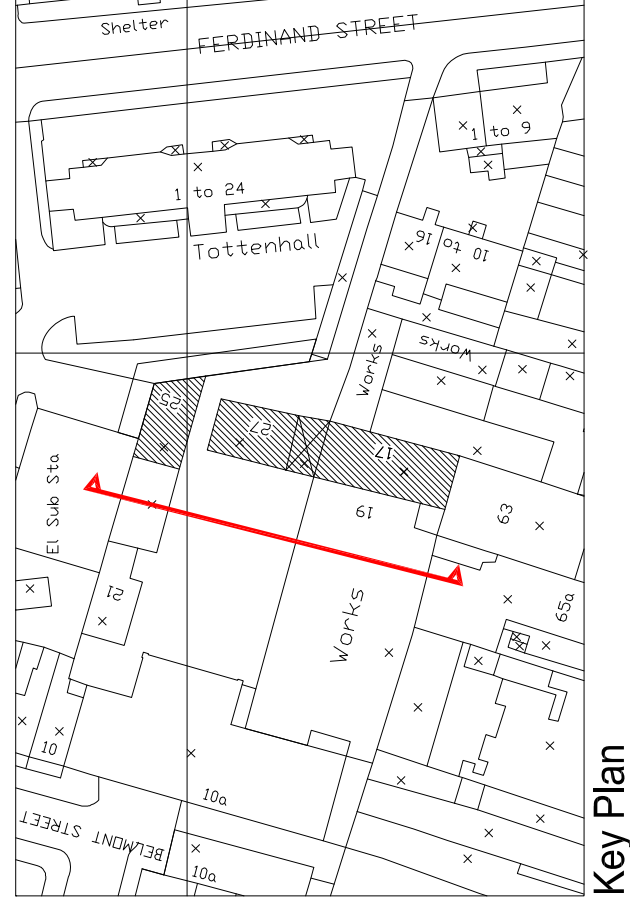 Shelter
FERDINAND STREET
1 to 9
1 to 24
Tottenhall
10 to 16
Works
Works
25
27
17
El Sub Sta
19
63
21
Works
65a
10
10a
BELMONT STREET
10a
Key Plan